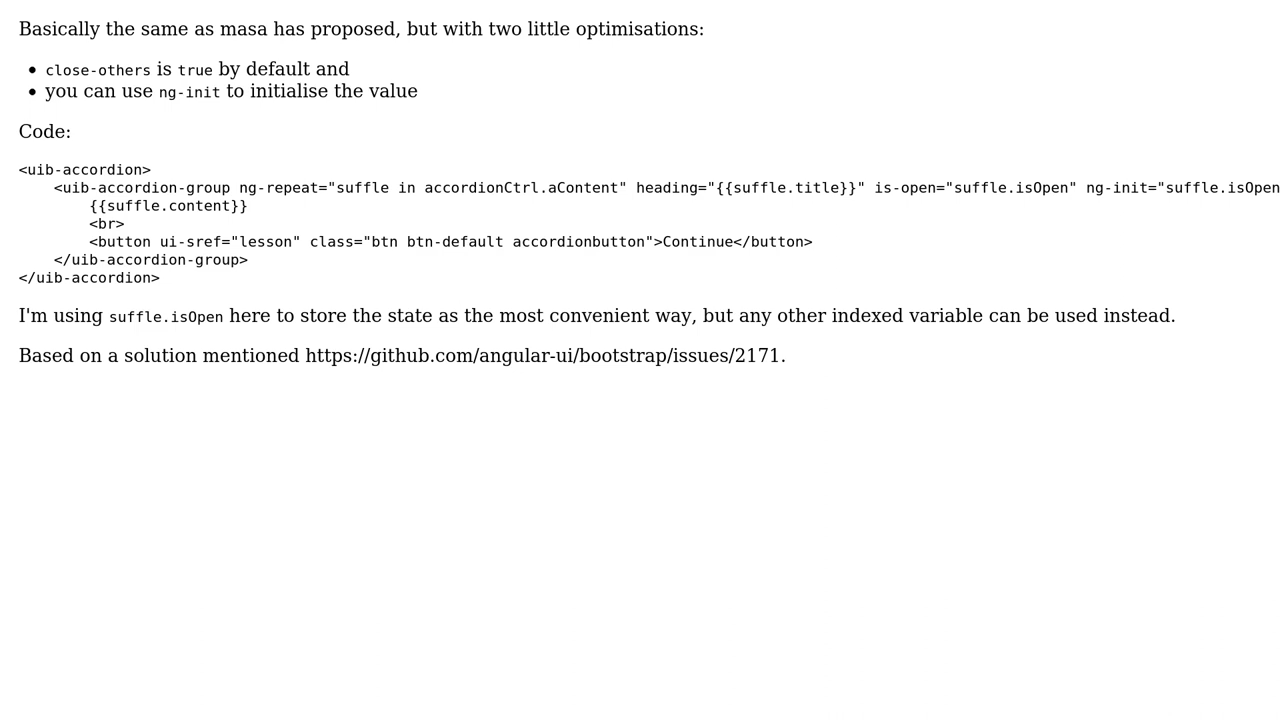 Basically the same as masa has proposed, but with two little optimisations:
close-others is true by default and
you can use ng-init to initialise the value
Code:
<uib-accordion>
    <uib-accordion-group ng-repeat="suffle in accordionCtrl.aContent" heading="{{suffle.title}}" is-open="suffle.isOpen" ng-init="suffle.isOpen
        {{suffle.content}}
        <br>
        <button ui-sref="lesson" class="btn btn-default accordionbutton">Continue</button>
    </uib-accordion-group>
</uib-accordion>
I'm using suffle.isOpen here to store the state as the most convenient way, but any other indexed variable can be used instead.
Based on a solution mentioned https://github.com/angular-ui/bootstrap/issues/2171.